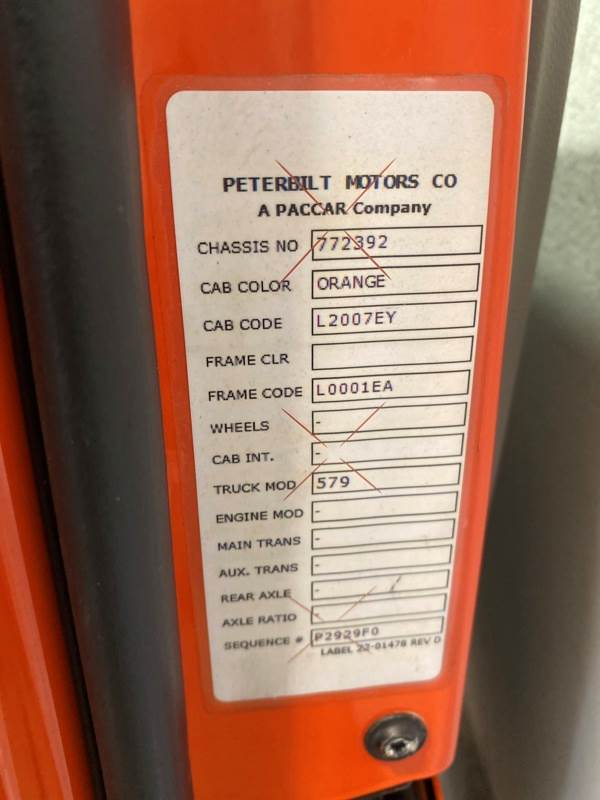 PETERBILT MOTORS CO
A PACCAR Company
CHASSIS NO 772392
CAB COLOR ORANGE
CAB CODE L2007EY
FRAME CLR
FRAME CODE L0001EA
WHEELS -
CAB INT. -
TRUCK MOD 579
ENGINE MOD -
MAIN TRANS -
AUX. TRANS -
REAR AXLE -
AXLE RATIO -
SEQUENCE # P2929F0
LABEL 22-01478 REV D